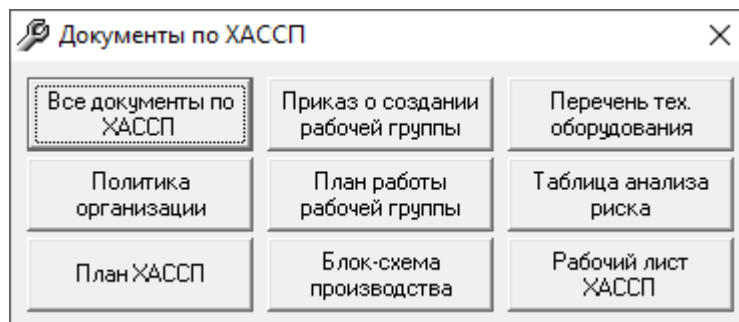 Документы по ХАССП
Все документы по
ХАССП
Приказ о создании
рабочей группы
Перечень тех.
оборудования
Политика
организации
План работы
рабочей группы
Таблица анализа
риска
План ХАССП
Блок-схема
производства
Рабочий лист
ХАССП